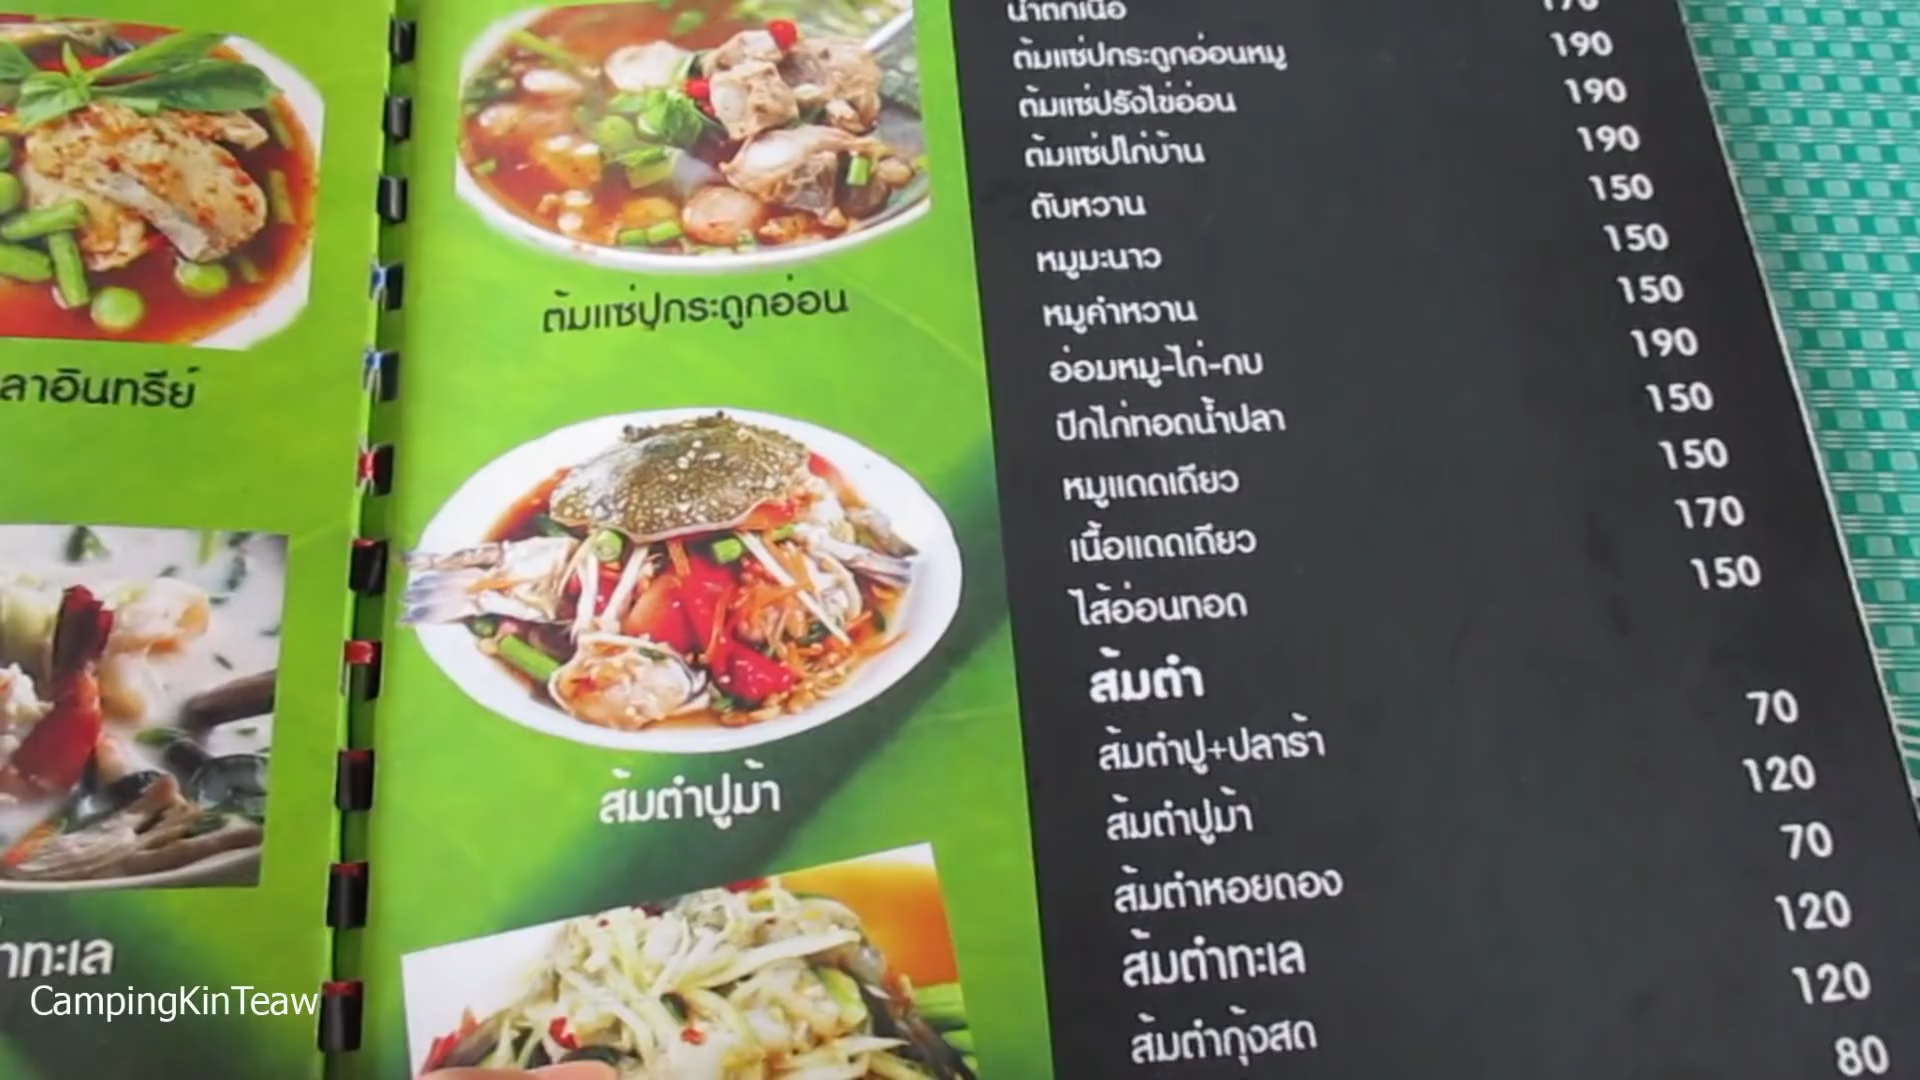 ลาอินทรีย์
ทะเล
CampingKinTeaw
ต้มแซ่บกระดูกอ่อน
ส้มตำปูม้า
น้ำตกเนื้อ 170
ต้มแซ่บกระดูกอ่อนหมู 190
ต้มแซ่บรังไข่อ่อน 190
ต้มแซ่บไก่บ้าน 190
ตับหวาน 150
หมูมะนาว 150
หมูคำหวาน 150
อ่อมหมู-ไก่-กบ 190
ปีกไก่ทอดน้ำปลา 150
หมูแดดเดียว 150
เนื้อแดดเดียว 170
ไส้อ่อนทอด 150
ส้มตำ
ส้มตำปู+ปลาร้า 70
ส้มตำปูม้า 120
ส้มตำหอยดอง 70
ส้มตำทะเล 120
ส้มตำกุ้งสด 120
80